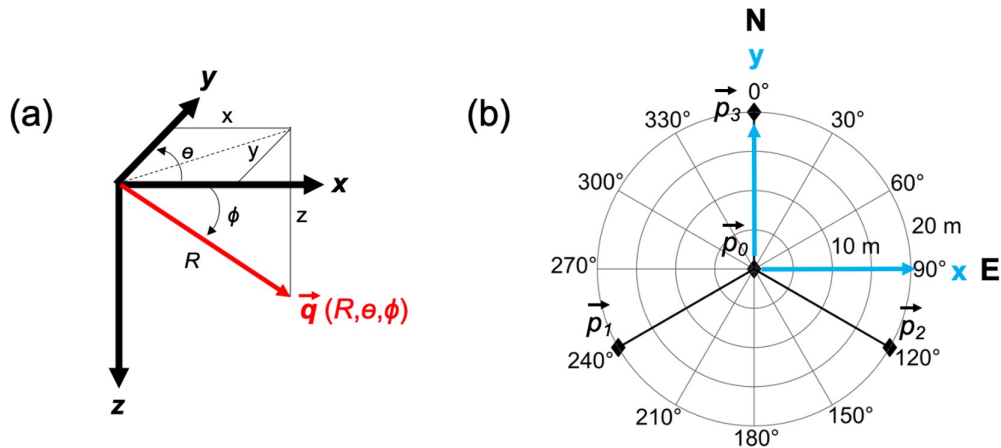 (a)
y
x
ɵ
y
x
ϕ
z
R
q (R,ɵ,ϕ)
z
(b)
N
y
0°
p₃
330°
30°
300°
60°
20 m
p₀
10 m
270°
90° x E
p₁
p₂
240°
120°
210°
150°
180°